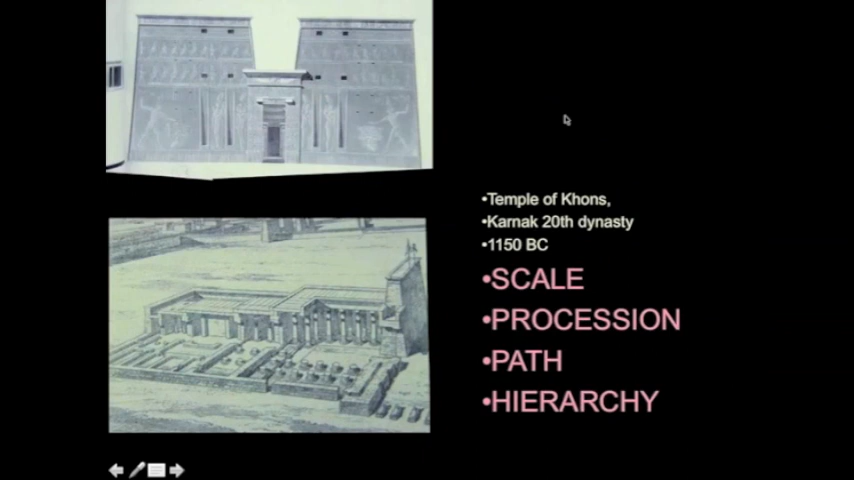 •Temple of Khons,
•Karnak 20th dynasty
•1150 BC
•SCALE
•PROCESSION
•PATH
•HIERARCHY